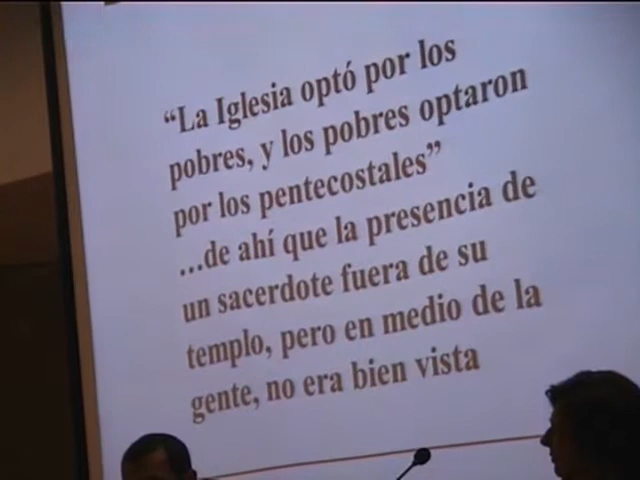 “La Iglesia optó por los
pobres, y los pobres optaron
por los pentecostales”
...de ahí que la presencia de
un sacerdote fuera de su
templo, pero en medio de la
gente, no era bien vista